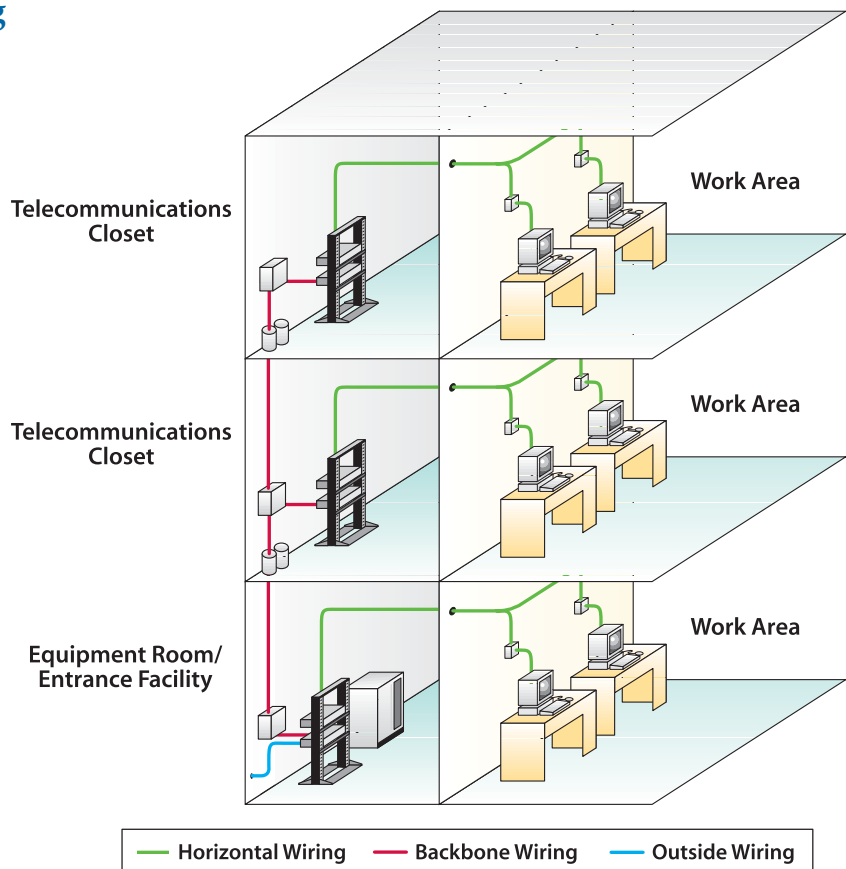 g
Telecommunications
Closet
Work Area
Telecommunications
Closet
Work Area
Equipment Room/
Entrance Facility
Work Area
Horizontal Wiring
Backbone Wiring
Outside Wiring